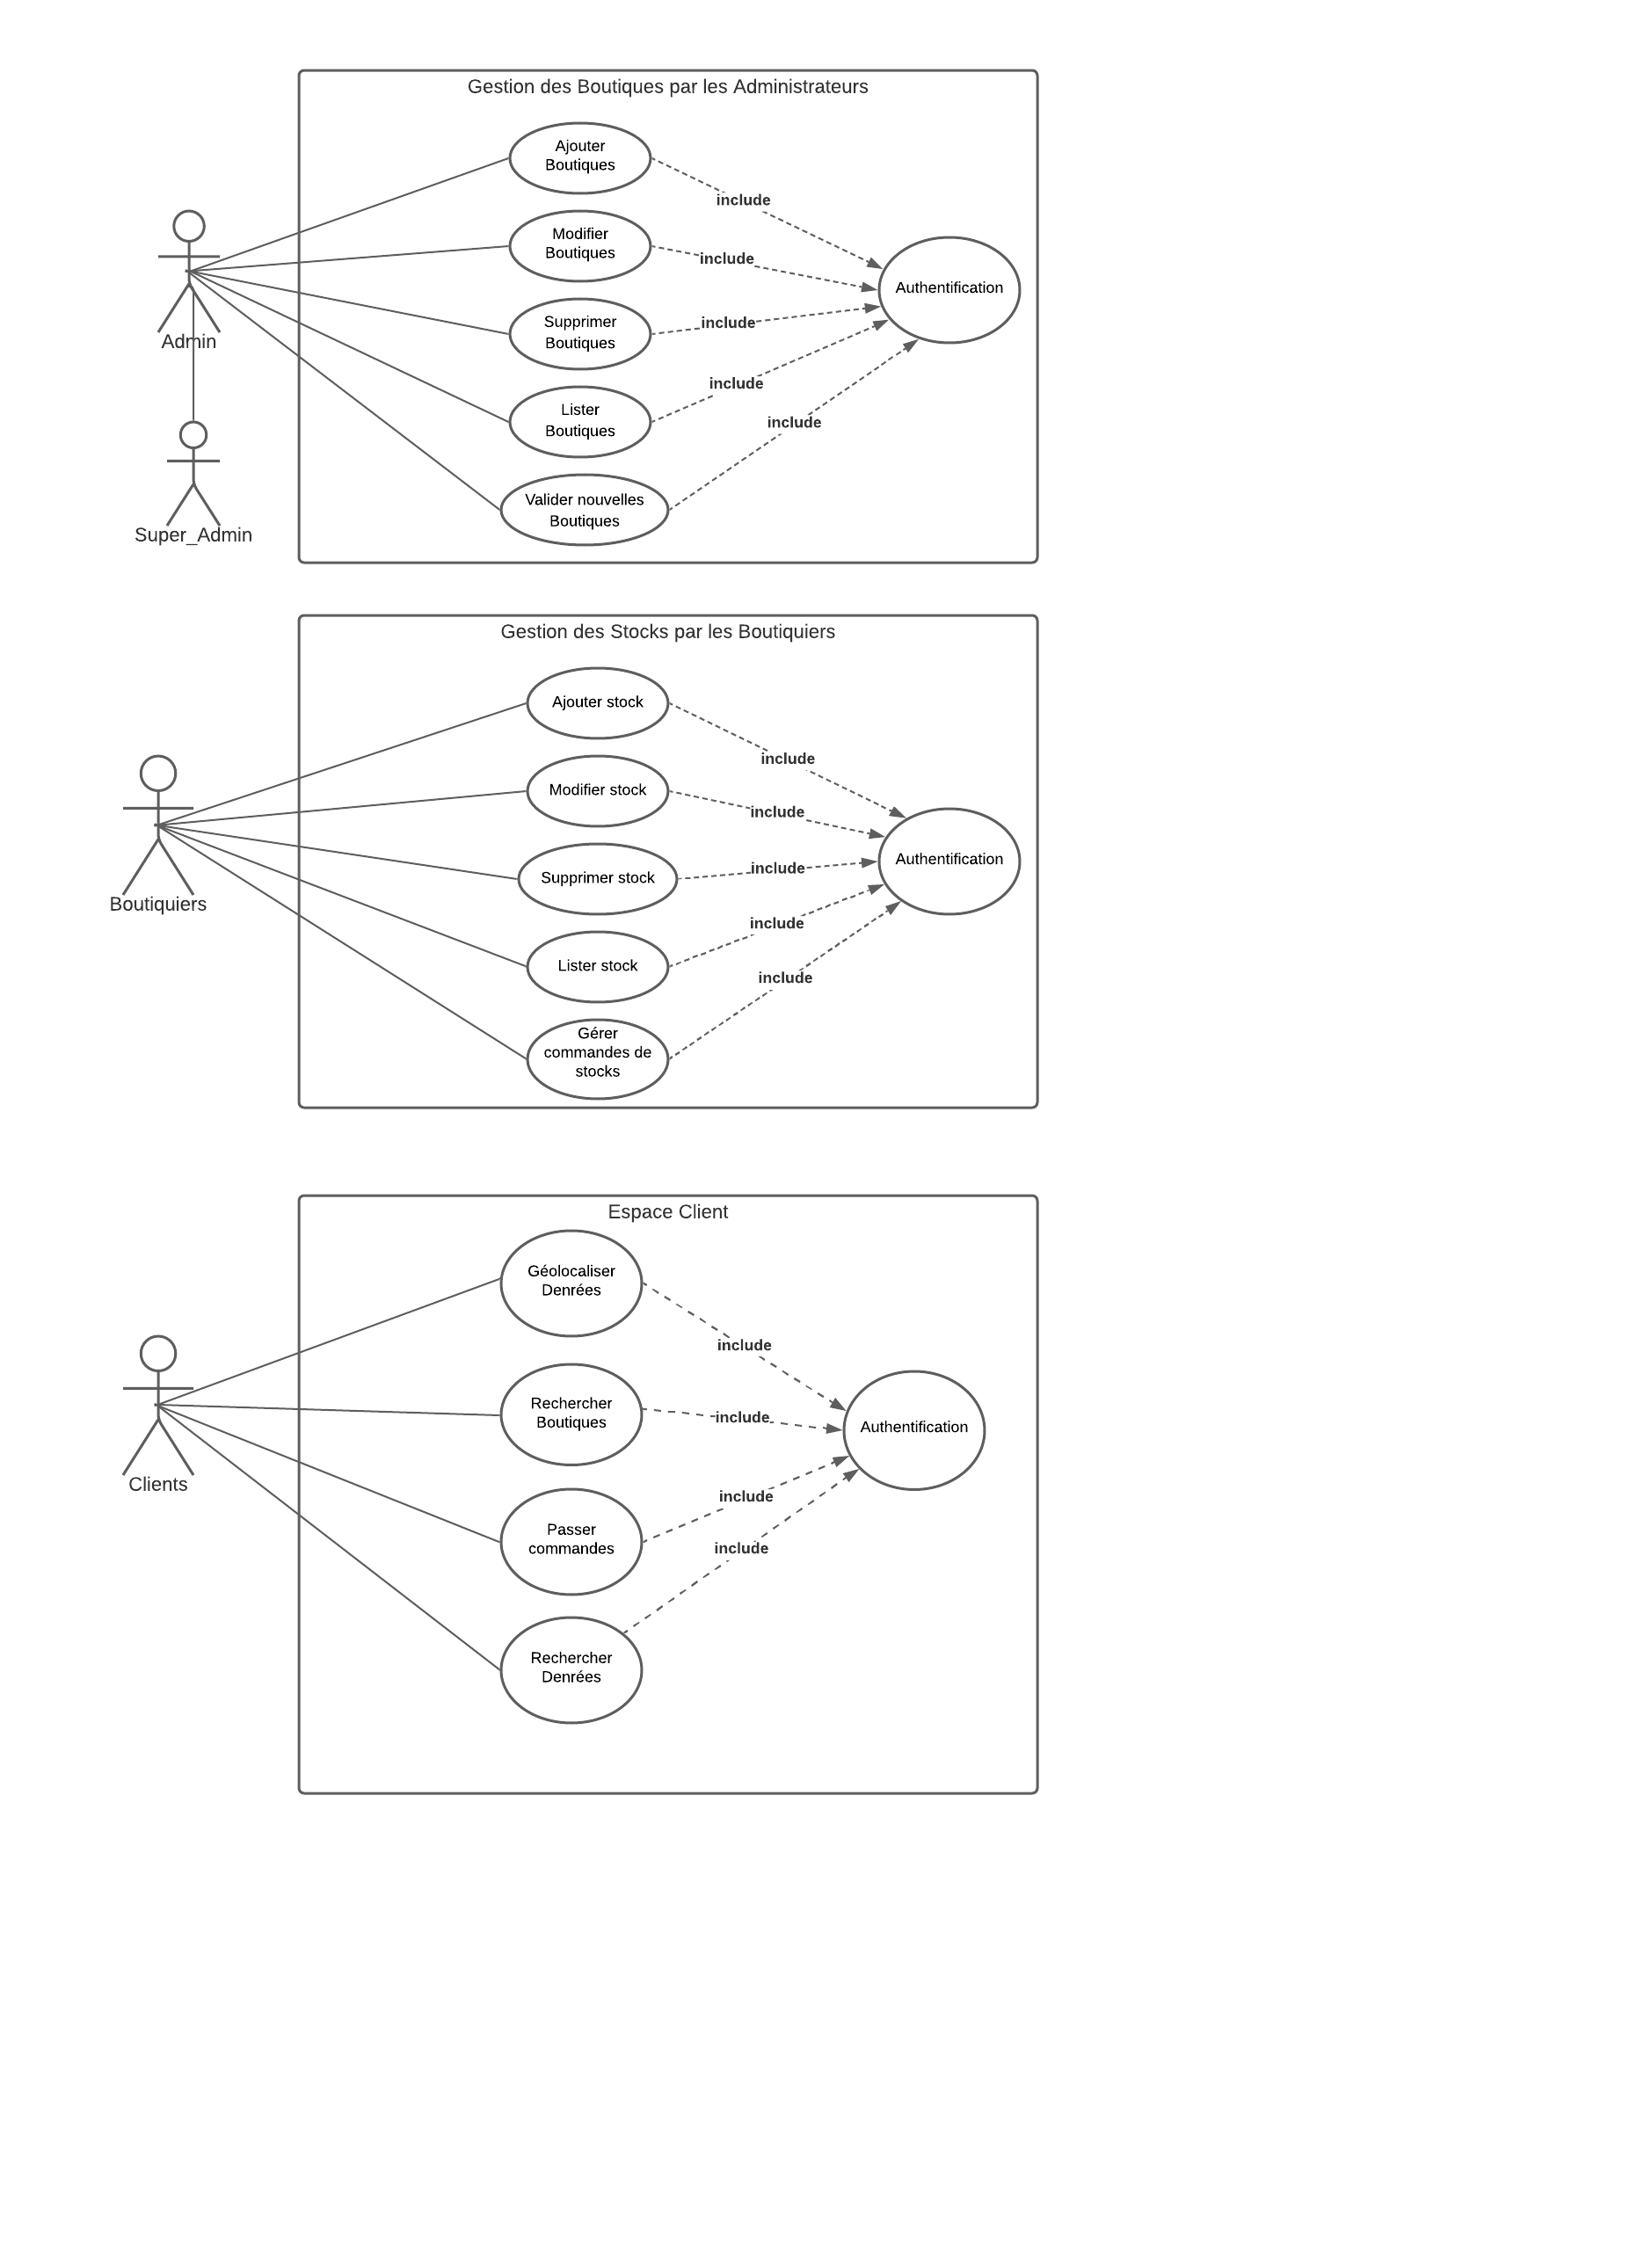 Gestion des Boutiques par les Administrateurs
Ajouter
Boutiques
include
Modifier
Boutiques
include
Authentification
Supprimer
Boutiques
include
Admin
include
Lister
Boutiques
include
Valider nouvelles
Boutiques
Super_Admin
Gestion des Stocks par les Boutiquiers
Ajouter stock
include
Modifier stock
include
Authentification
Supprimer stock
include
Boutiquiers
include
Lister stock
include
Gérer
commandes de
stocks
Espace Client
Géolocaliser
Denrées
include
Rechercher
Boutiques
include
Authentification
Clients
include
Passer
commandes
include
Rechercher
Denrées